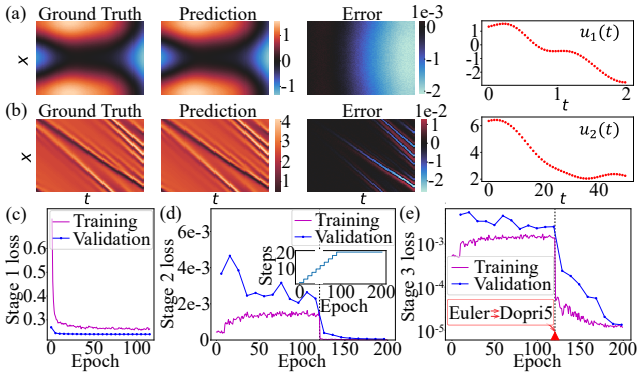 (a) Ground Truth Prediction Error 1e-3
x
1
0
-1
0
-1
-2
u₁(t)
1
0
-1
-2
0 1 2
t
(b) Ground Truth Prediction Error 1e-2
x
4
3
2
1
1
0
-1
u₂(t)
6
4
2
0 20 40
t t t
(c)
Stage 1 loss
0.6
0.5
0.4
0.3
Training
Validation
0 50 100
Epoch
(d)
Stage 2 loss
6e-3
4e-3
2e-3
0
Training
Validation
Steps
20
10
0
0 100 200
Epoch
0 50 100 150 200
Epoch
(e)
Stage 3 loss
10⁻³
10⁻⁴
10⁻⁵
Training
Validation
Euler⇉Dopri5
0 50 100 150 200
Epoch